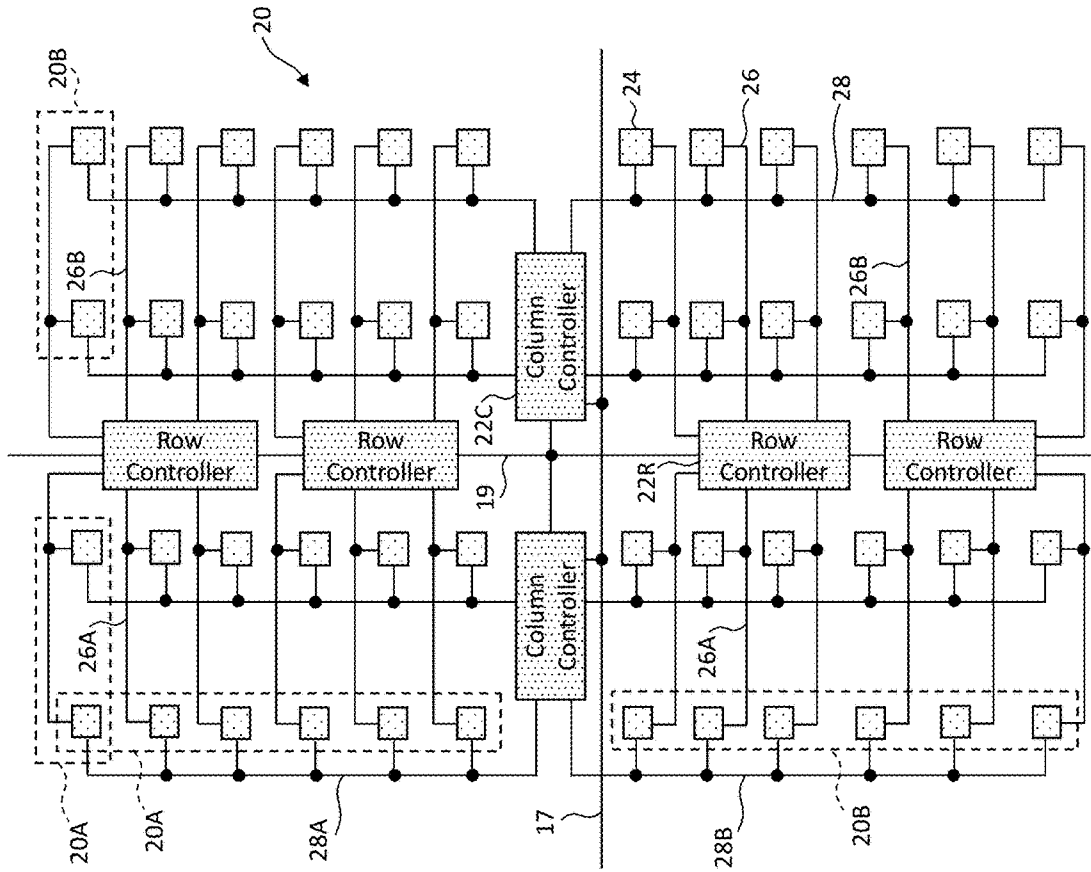 20
20B
26B
24
26
28
26B
Row
Controller
Row
Controller
Column
Controller
22C
19
22R
Row
Controller
Row
Controller
Column
Controller
26A
26A
20A
20A
28A
17
28B
20B